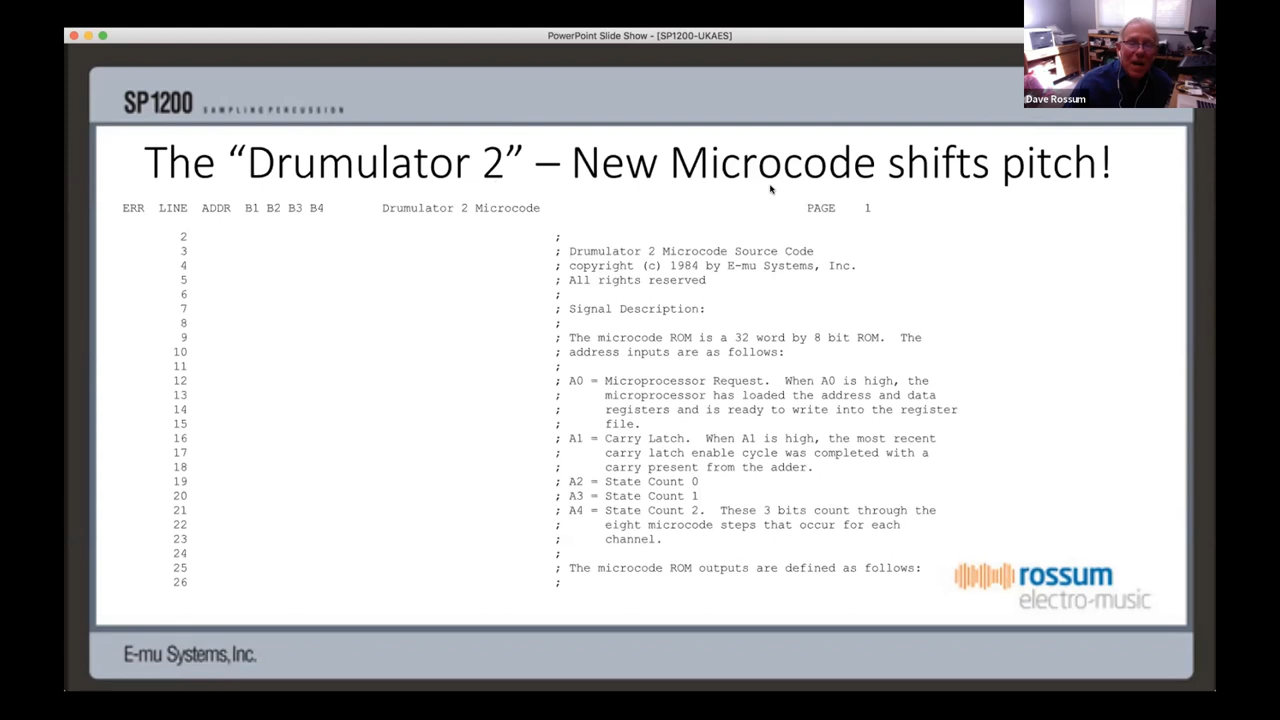 PowerPoint Slide Show - [SP1200-UKAES]
Dave Rossum
SP1200 SAMPLING PERCUSSION
The “Drumulator 2” – New Microcode shifts pitch!
ERR LINE ADDR B1 B2 B3 B4 Drumulator 2 Microcode PAGE 1
2 ;
3 ; Drumulator 2 Microcode Source Code
4 ; copyright (c) 1984 by E-mu Systems, Inc.
5 ; All rights reserved
6 ;
7 ; Signal Description:
8 ;
9 ; The microcode ROM is a 32 word by 8 bit ROM. The
10 ; address inputs are as follows:
11 ;
12 ; A0 = Microprocessor Request. When A0 is high, the
13 ; microprocessor has loaded the address and data
14 ; registers and is ready to write into the register
15 ; file.
16 ; A1 = Carry Latch. When A1 is high, the most recent
17 ; carry latch enable cycle was completed with a
18 ; carry present from the adder.
19 ; A2 = State Count 0
20 ; A3 = State Count 1
21 ; A4 = State Count 2. These 3 bits count through the
22 ; eight microcode steps that occur for each
23 ; channel.
24 ;
25 ; The microcode ROM outputs are defined as follows:
26 ;
rossum
electro-music
E-mu Systems, Inc.